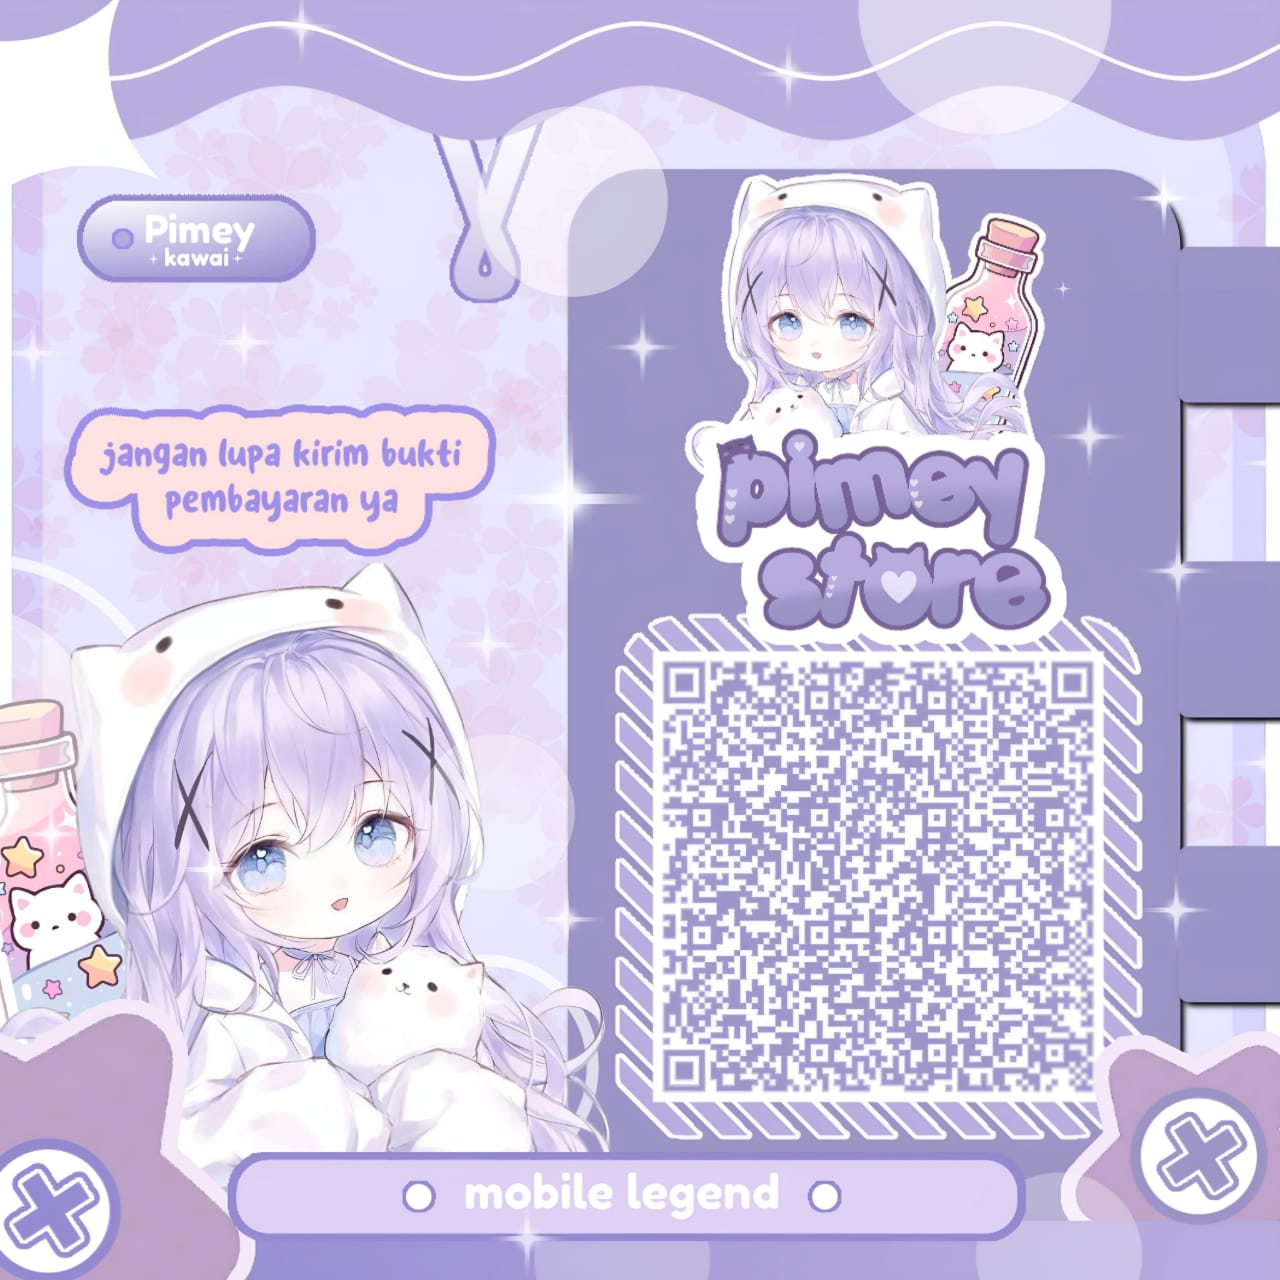 Pimey
kawai
jangan lupa kirim bukti
pembayaran ya
pimey
store
mobile legend